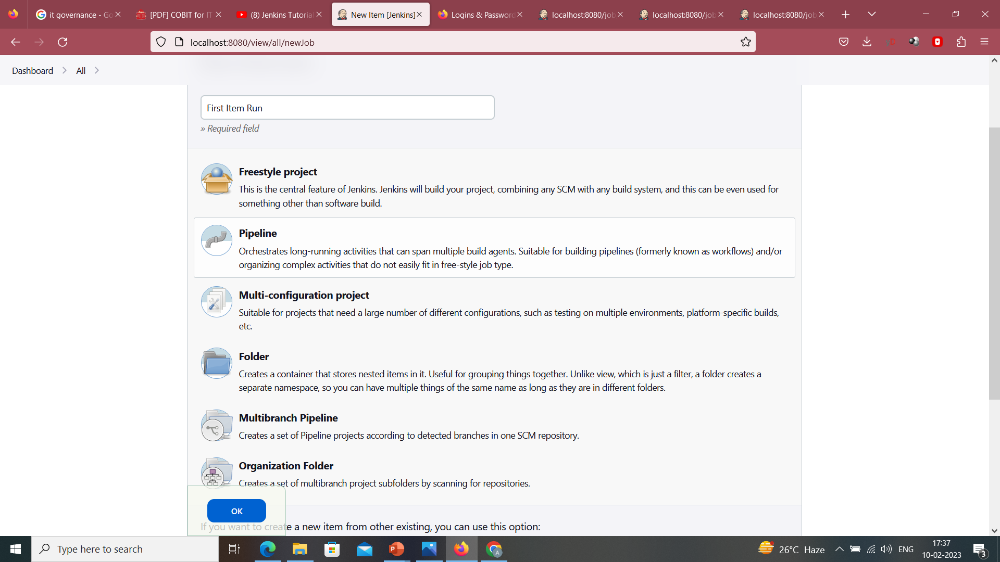 it governance - Go
[PDF] COBIT for IT
(8) Jenkins Tutorial
New Item [Jenkins]
Logins & Password
localhost:8080/job
localhost:8080/job
localhost:8080/job
localhost:8080/view/all/newJob
Dashboard
All
First Item Run
» Required field
Freestyle project
This is the central feature of Jenkins. Jenkins will build your project, combining any SCM with any build system, and this can be even used for
something other than software build.
Pipeline
Orchestrates long-running activities that can span multiple build agents. Suitable for building pipelines (formerly known as workflows) and/or
organizing complex activities that do not easily fit in free-style job type.
Multi-configuration project
Suitable for projects that need a large number of different configurations, such as testing on multiple environments, platform-specific builds,
etc.
Folder
Creates a container that stores nested items in it. Useful for grouping things together. Unlike view, which is just a filter, a folder creates a
separate namespace, so you can have multiple things of the same name as long as they are in different folders.
Multibranch Pipeline
Creates a set of Pipeline projects according to detected branches in one SCM repository.
Organization Folder
Creates a set of multibranch project subfolders by scanning for repositories.
OK
If you want to create a new item from other existing, you can use this option:
Type here to search
26°C Haze
ENG
17:37
10-02-2023
3